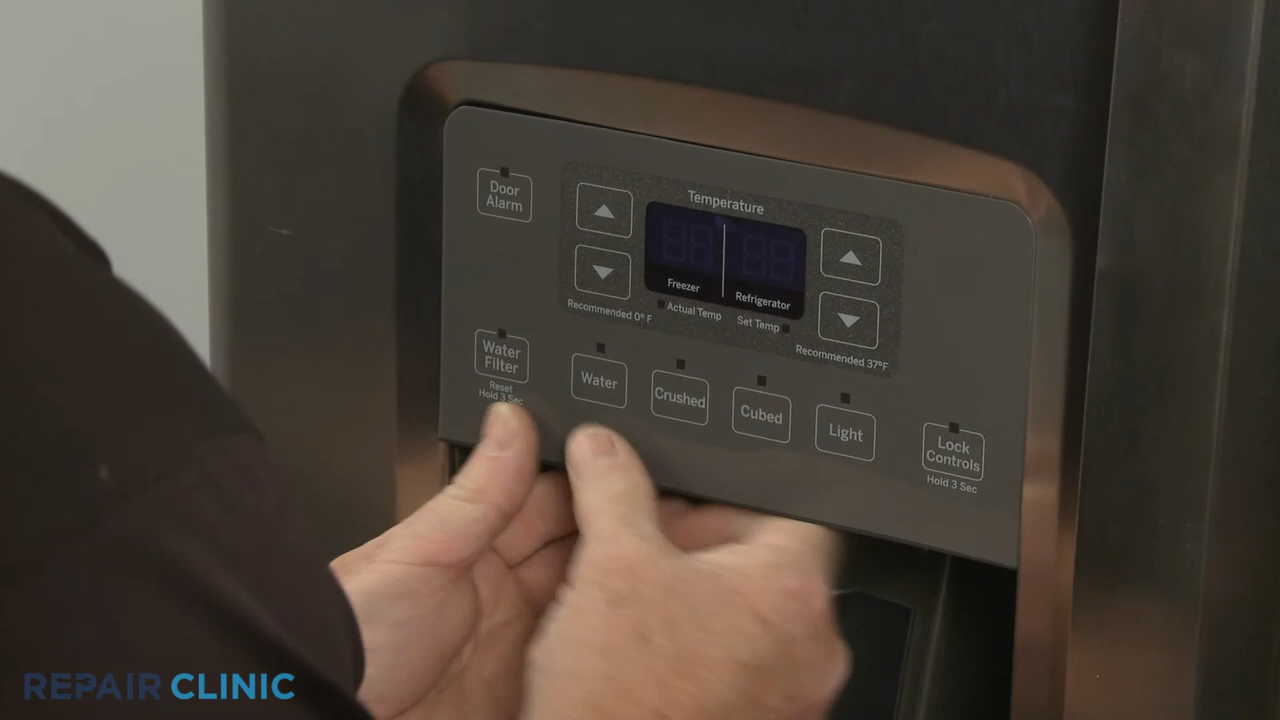 Door
Alarm
Temperature
Freezer
Refrigerator
Recommended 0° F
Actual Temp
Set Temp
Recommended 37°F
Water
Filter
Reset
Hold 3 Sec
Water
Crushed
Cubed
Light
Lock
Controls
Hold 3 Sec
REPAIR CLINIC